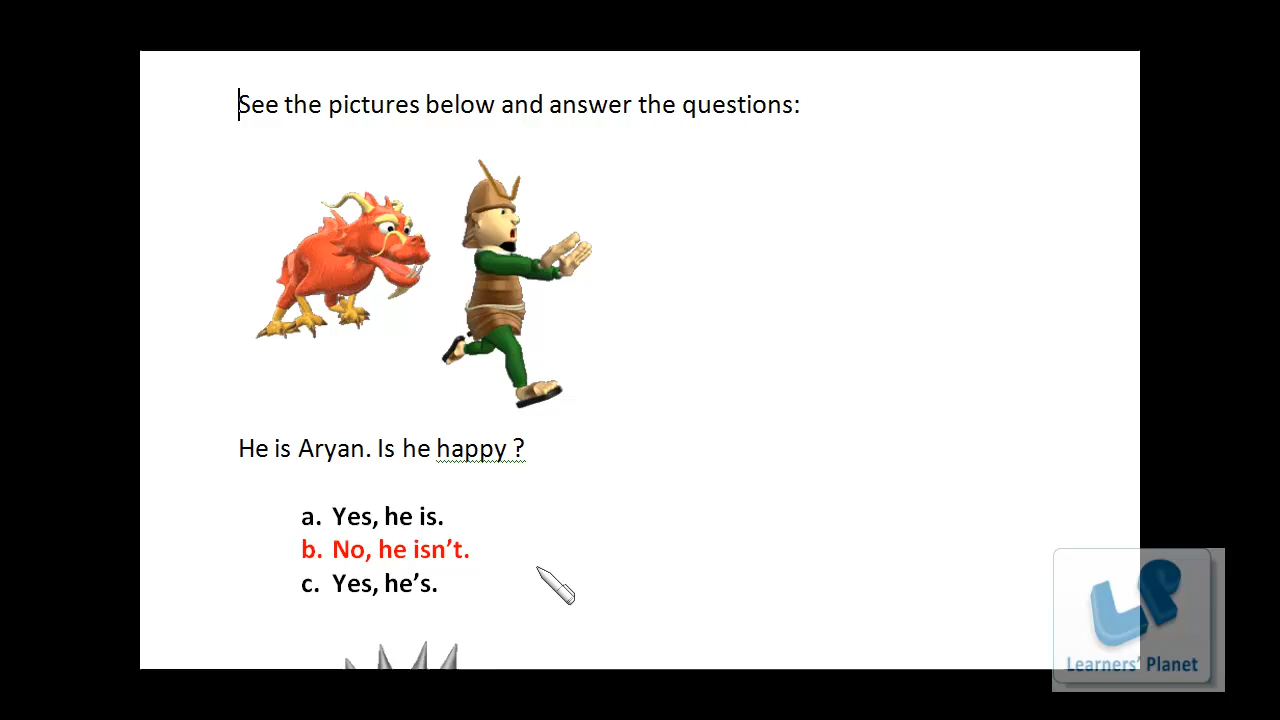 See the pictures below and answer the questions:
He is Aryan. Is he happy ?
a. Yes, he is.
b. No, he isn't.
c. Yes, he's.
LP
Learners' Planet